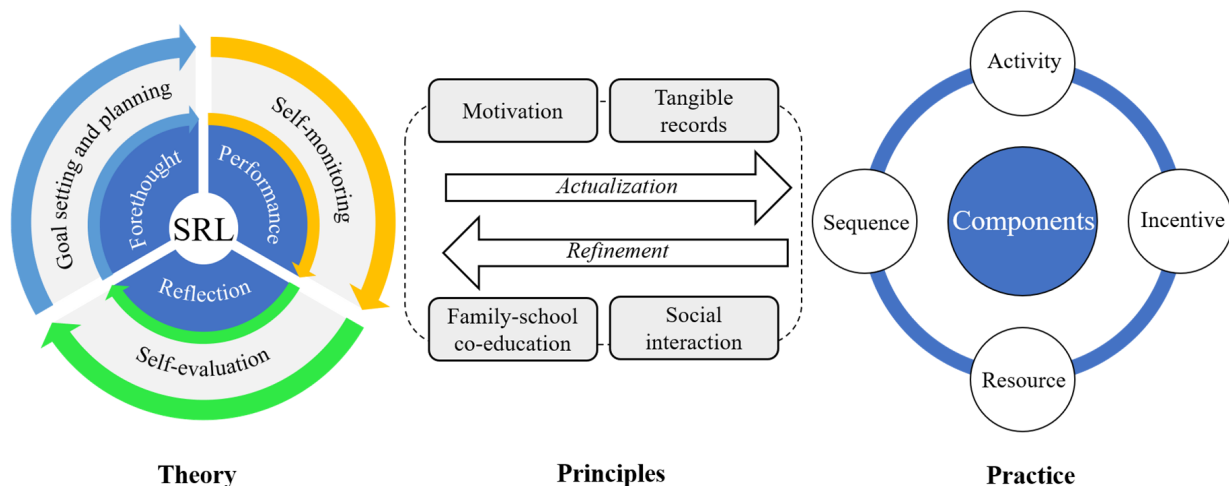 Goal setting and planning
Self-monitoring
Forethought
Performance
SRL
Reflection
Self-evaluation
Theory
Motivation
Tangible
records
Actualization
Refinement
Family-school
co-education
Social
interaction
Principles
Activity
Sequence
Components
Incentive
Resource
Practice